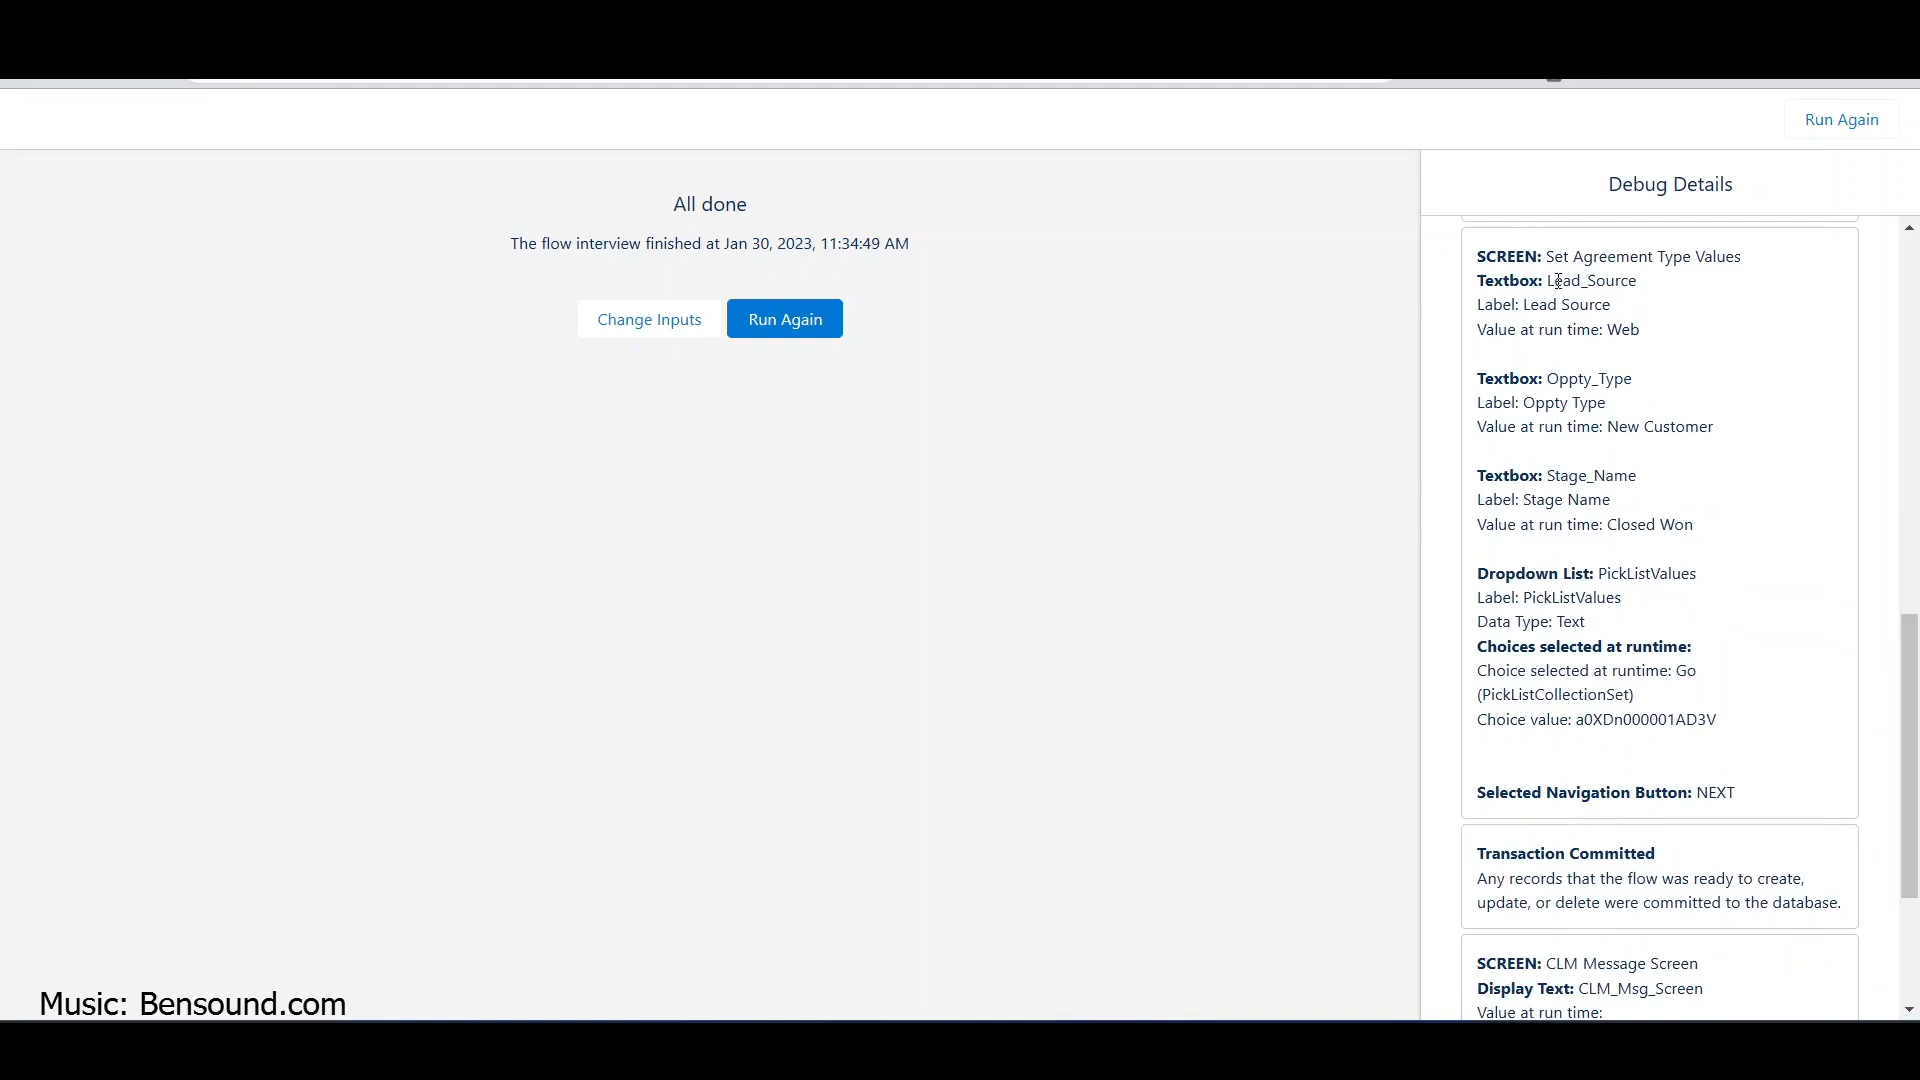 Run Again
All done
The flow interview finished at Jan 30, 2023, 11:34:49 AM
Change Inputs
Run Again
Debug Details
SCREEN: Set Agreement Type Values
Textbox: Lead_Source
Label: Lead Source
Value at run time: Web
Textbox: Oppty_Type
Label: Oppty Type
Value at run time: New Customer
Textbox: Stage_Name
Label: Stage Name
Value at run time: Closed Won
Dropdown List: PickListValues
Label: PickListValues
Data Type: Text
Choices selected at runtime:
Choice selected at runtime: Go
(PickListCollectionSet)
Choice value: a0XDn000001AD3V
Selected Navigation Button: NEXT
Transaction Committed
Any records that the flow was ready to create,
update, or delete were committed to the database.
SCREEN: CLM Message Screen
Display Text: CLM_Msg_Screen
Value at run time:
Music: Bensound.com